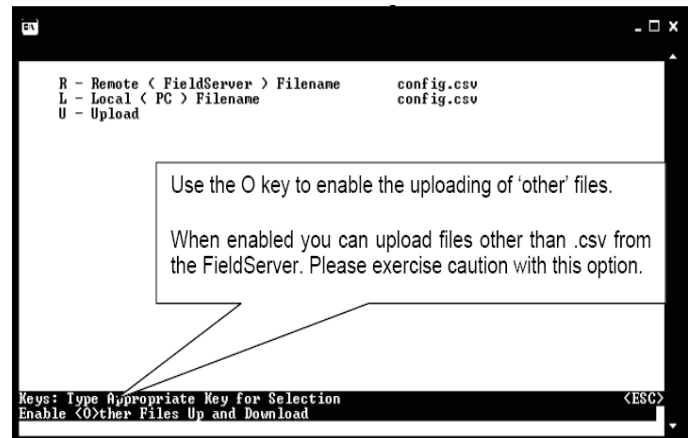 R - Remote ( FieldServer ) Filename config.csv
L - Local ( PC ) Filename config.csv
U - Upload
Use the O key to enable the uploading of ‘other’ files.
When enabled you can upload files other than .csv from
the FieldServer. Please exercise caution with this option.
Keys: Type Appropriate Key for Selection <ESC>
Enable <O>ther Files Up and Download